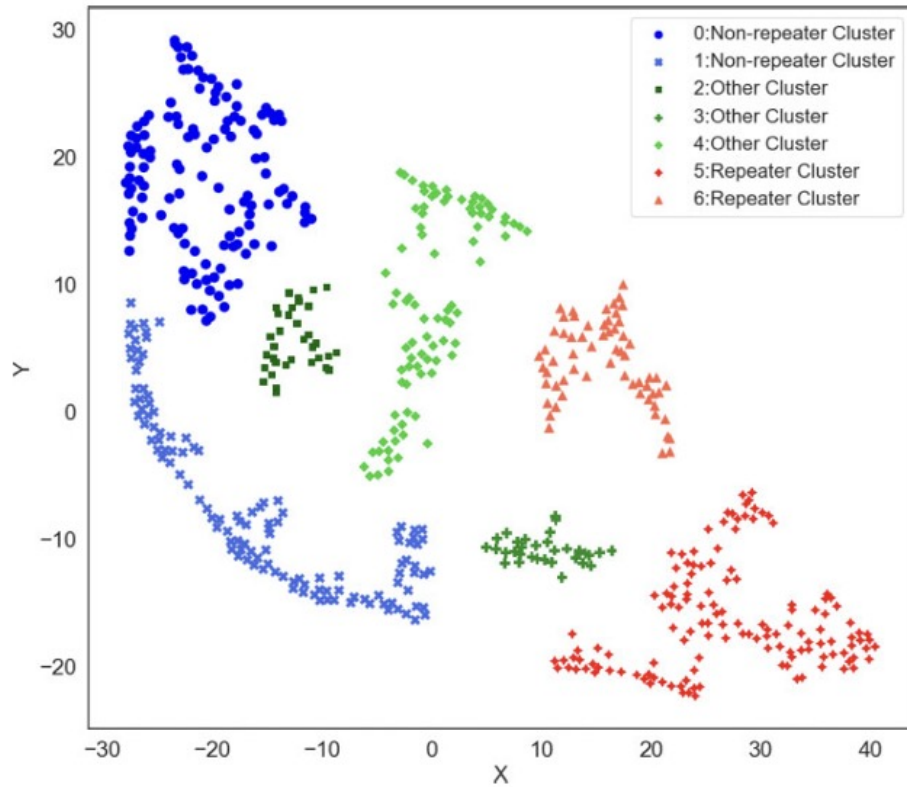 30
20
10
0
−10
−20
Y
−30
−20
−10
0
10
20
30
40
X
0:Non-repeater Cluster
1:Non-repeater Cluster
2:Other Cluster
3:Other Cluster
4:Other Cluster
5:Repeater Cluster
6:Repeater Cluster